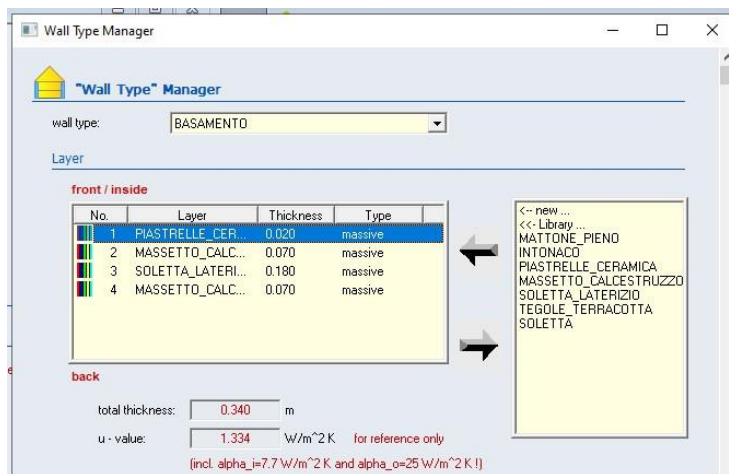 Wall Type Manager
"Wall Type" Manager
wall type: BASAMENTO
Layer
front / inside
No. Layer Thickness Type
1 PIASTRELLE_CER... 0.020 massive
2 MASSETTO_CALC... 0.070 massive
3 SOLETTA_LATERI... 0.180 massive
4 MASSETTO_CALC... 0.070 massive
<-- new ...
<<- Library ...
MATTONE_PIENO
INTONACO
PIASTRELLE_CERAMICA
MASSETTO_CALCESTRUZZO
SOLETTA_LATERIZIO
TEGOLE_TERRACOTTA
SOLETTA
back
total thickness: 0.340 m
u - value: 1.334 W/m^2 K for reference only
(incl. alpha_i=7.7 W/m^2 K and alpha_o=25 W/m^2 K !)